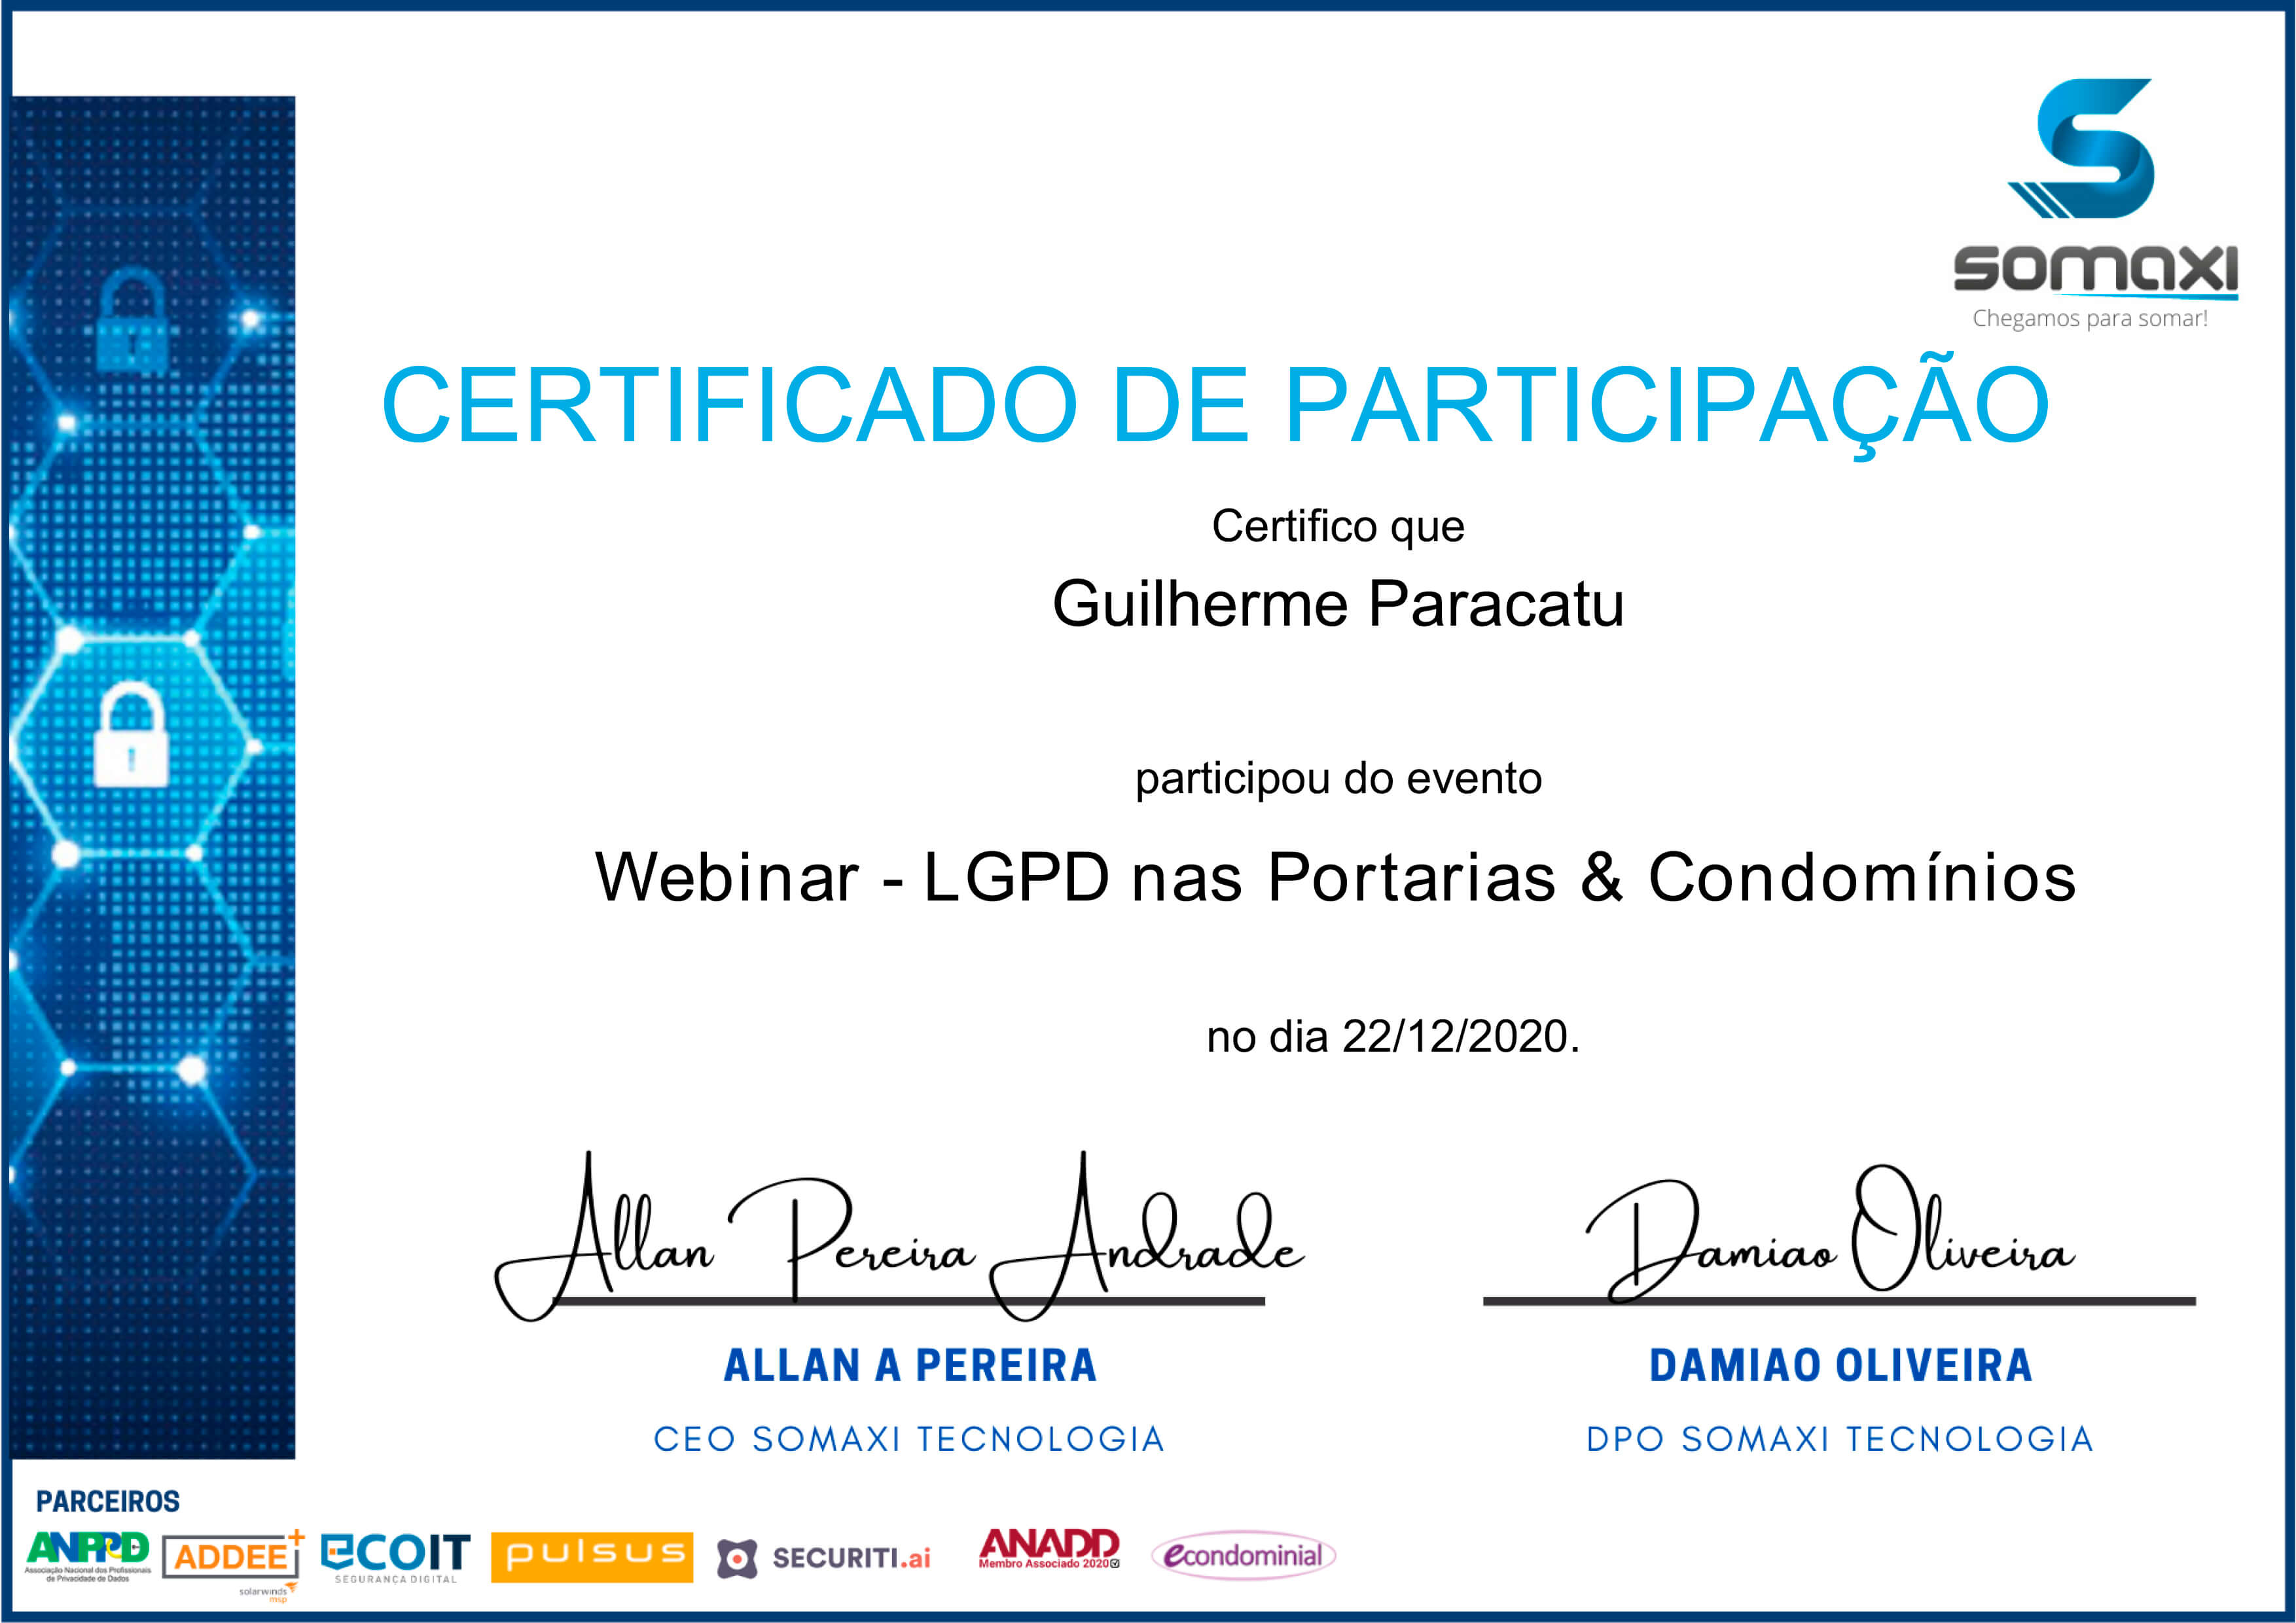 somaxi
Chegamos para somar!
CERTIFICADO DE PARTICIPAÇÃO
Certifico que
Guilherme Paracatu
participou do evento
Webinar - LGPD nas Portarias & Condomínios
no dia 22/12/2020.
Allan Pereira Andrade
Damiao Oliveira
ALLAN A PEREIRA
DAMIAO OLIVEIRA
CEO SOMAXI TECNOLOGIA
DPO SOMAXI TECNOLOGIA
PARCEIROS
ANPPD
Associação Nacional dos Profissionais
de Privacidade de Dados
ADDEE+
solarwinds
msp
ECOIT
SEGURANÇA DIGITAL
pulsus
SECURITI.ai
ANADD
Membro Associado 2020
econdominial